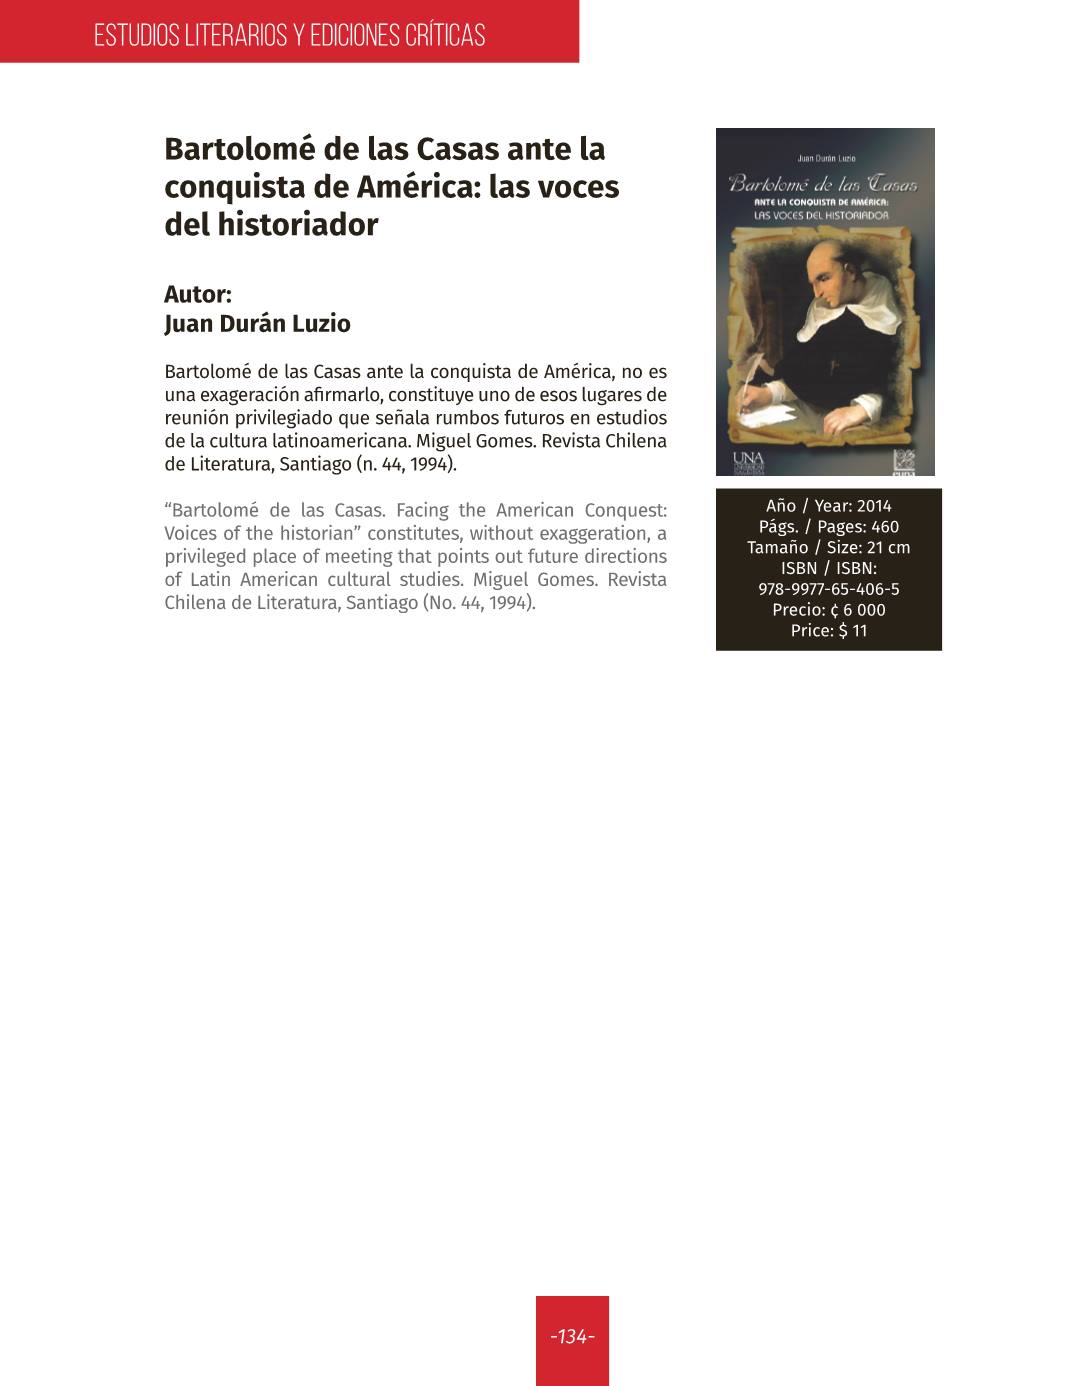 ESTUDIOS LITERARIOS Y EDICIONES CRÍTICAS
Bartolomé de las Casas ante la
conquista de América: las voces
del historiador
Autor:
Juan Durán Luzio
Bartolomé de las Casas ante la conquista de América, no es
una exageración afirmarlo, constituye uno de esos lugares de
reunión privilegiado que señala rumbos futuros en estudios
de la cultura latinoamericana. Miguel Gomes. Revista Chilena
de Literatura, Santiago (n. 44, 1994).
“Bartolomé de las Casas. Facing the American Conquest:
Voices of the historian” constitutes, without exaggeration, a
privileged place of meeting that points out future directions
of Latin American cultural studies. Miguel Gomes. Revista
Chilena de Literatura, Santiago (No. 44, 1994).
Juan Durán Luzio
Bartolomé de las Casas
ANTE LA CONQUISTA DE AMÉRICA:
LAS VOCES DEL HISTORIADOR
UNA
Año / Year: 2014
Págs. / Pages: 460
Tamaño / Size: 21 cm
ISBN / ISBN:
978-9977-65-406-5
Precio: ¢ 6 000
Price: $ 11
-134-